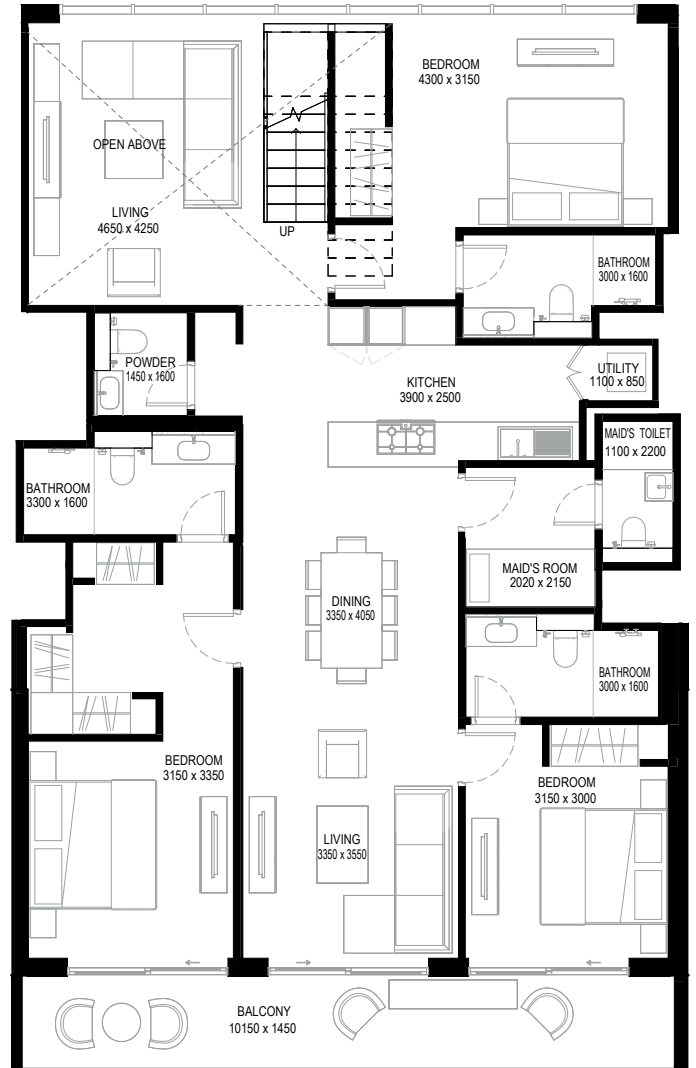 BEDROOM
4300 x 3150
OPEN ABOVE
LIVING
4650 x 4250
UP
BATHROOM
3000 x 1600
POWDER
1450 x 1600
KITCHEN
3900 x 2500
UTILITY
1100 x 850
MAID'S TOILET
1100 x 2200
BATHROOM
3300 x 1600
MAID'S ROOM
2020 x 2150
DINING
3350 x 4050
BATHROOM
3000 x 1600
BEDROOM
3150 x 3350
BEDROOM
3150 x 3000
LIVING
3350 x 3550
BALCONY
10150 x 1450